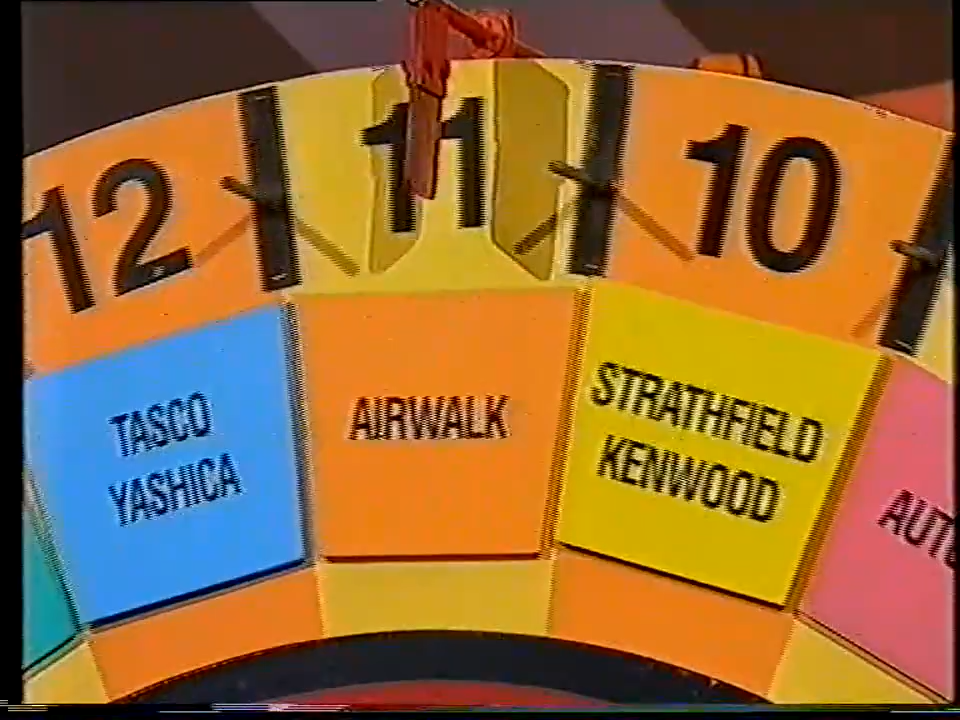 12
11
10
TASCO
YASHICA
AIRWALK
STRATHFIELD
KENWOOD